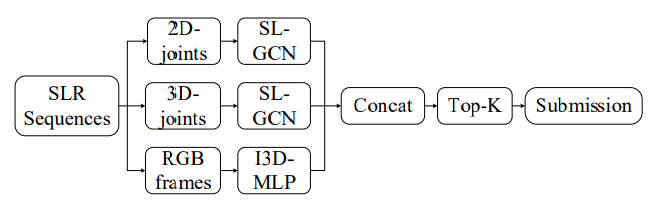 2D-
joints
SL-
GCN
SLR
Sequences
3D-
joints
SL-
GCN
Concat
Top-K
Submission
RGB
frames
I3D-
MLP